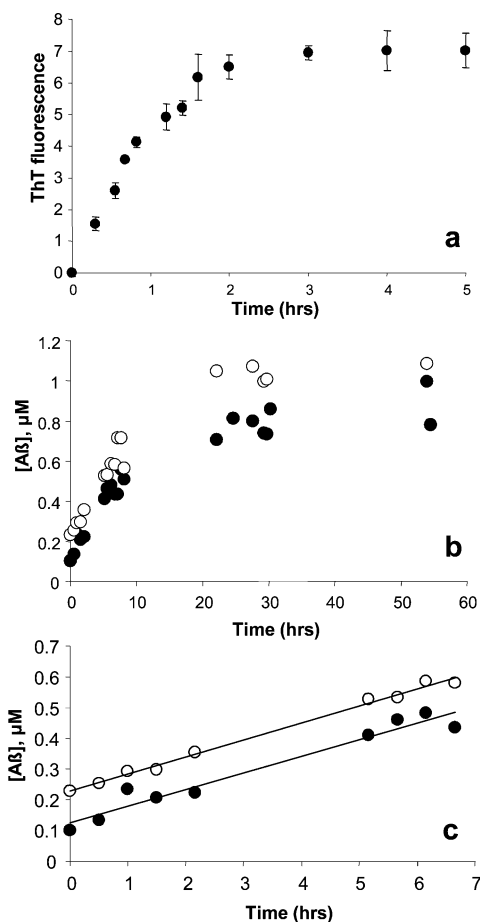 8
7
6
5
4
3
2
1
0
ThT fluorescence
a
0 1 2 3 4 5
Time (hrs)
1.2
1
0.8
0.6
0.4
0.2
0
[Aß], µM
b
0 10 20 30 40 50 60
Time (hrs)
0.7
0.6
0.5
0.4
0.3
0.2
0.1
0
[Aß], µM
c
0 1 2 3 4 5 6 7
Time (hrs)